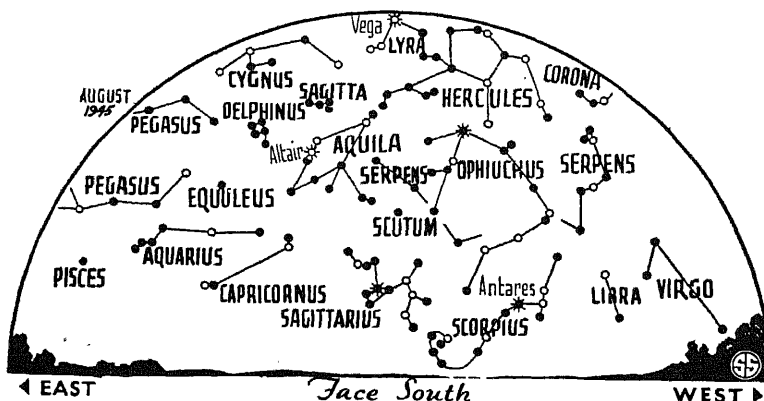 Vega
LYRA
CYGNUS
CORONA
AUGUST
1945
SAGITTA
HERCULES
DELPHINUS
PEGASUS
Altair
AQUILA
SERPENS
OPHIUCHUS
SERPENS
PEGASUS
EQUULEUS
SCUTUM
AQUARIUS
PISCES
CAPRICORNUS
Antares
LIBRA
VIRGO
SAGITTARIUS
SCORPIUS
SS
◄ EAST
Face South
WEST ►